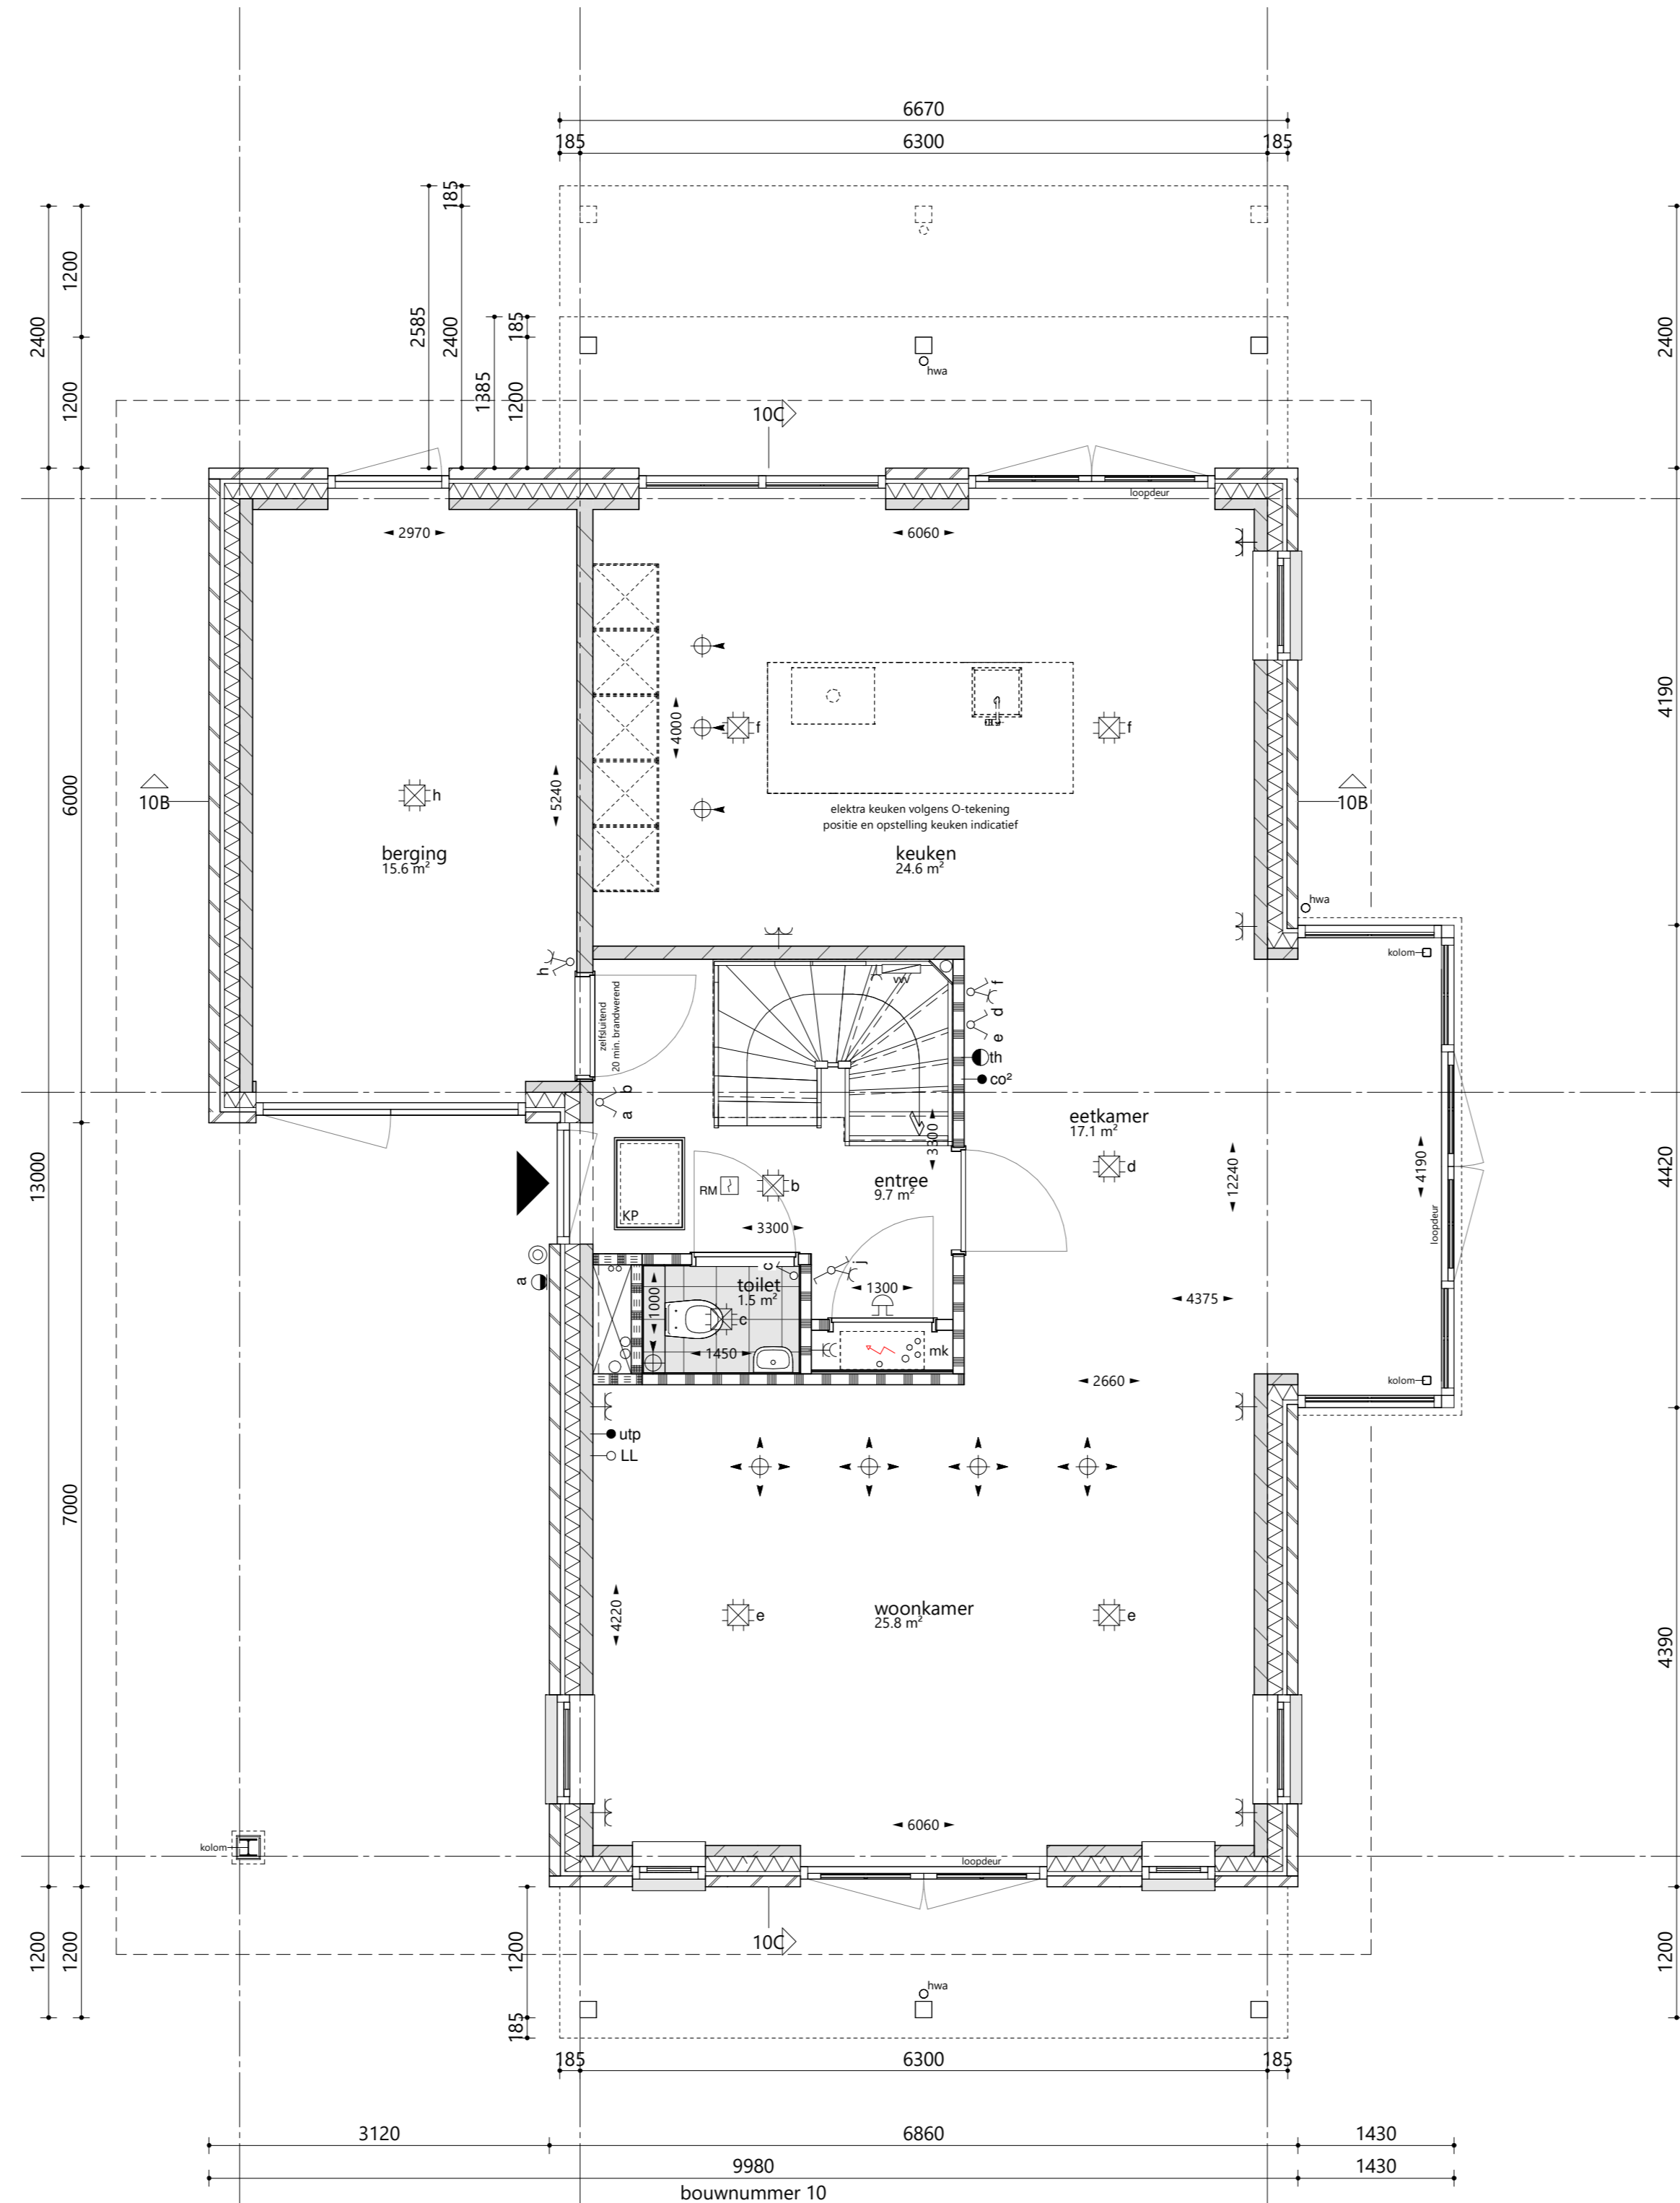 6670
185
6300
185
185
1200
2400
2585
2400
185
1385
1200
1200
2400
hwa
10C
loopdeur
2970
6060
4000
f
f
4190
6000
5240
h
10B
10B
elektra keuken volgens O-tekening
positie en opstelling keuken indicatief
berging
15.6 m²
keuken
24.6 m²
hwa
kolom
h
vvv
f
d
e
zelfsluitend
20 min. brandwerend
th
co²
b
a
eetkamer
17.1 m²
3300
13000
d
12240
4190
4420
entree
9.7 m²
RM
b
KP
3300
loopdeur
a
c
j
toilet
1.5 m²
1300
1000
c
4375
1450
mk
2660
kolom
utp
LL
7000
4220
woonkamer
25.8 m²
e
e
4390
6060
kolom
loopdeur
1200
1200
1200
10C
1200
hwa
185
185
6300
185
3120
6860
1430
9980
1430
bouwnummer 10